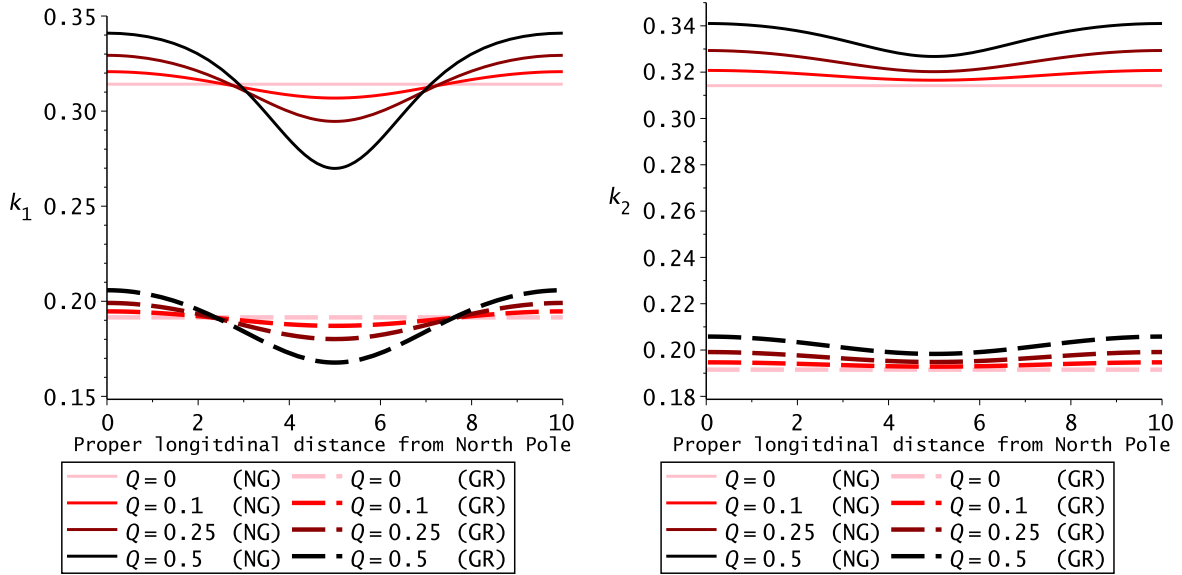 0.35
0.30
0.25
0.20
0.15
k1
0 2 4 6 8 10
Proper longitdinal distance from North Pole
Q = 0 (NG) Q = 0 (GR)
Q = 0.1 (NG) Q = 0.1 (GR)
Q = 0.25 (NG) Q = 0.25 (GR)
Q = 0.5 (NG) Q = 0.5 (GR)
0.34
0.32
0.30
0.28
0.26
k2
0.24
0.22
0.20
0.18
0 2 4 6 8 10
Proper longitdinal distance from North Pole
Q = 0 (NG) Q = 0 (GR)
Q = 0.1 (NG) Q = 0.1 (GR)
Q = 0.25 (NG) Q = 0.25 (GR)
Q = 0.5 (NG) Q = 0.5 (GR)